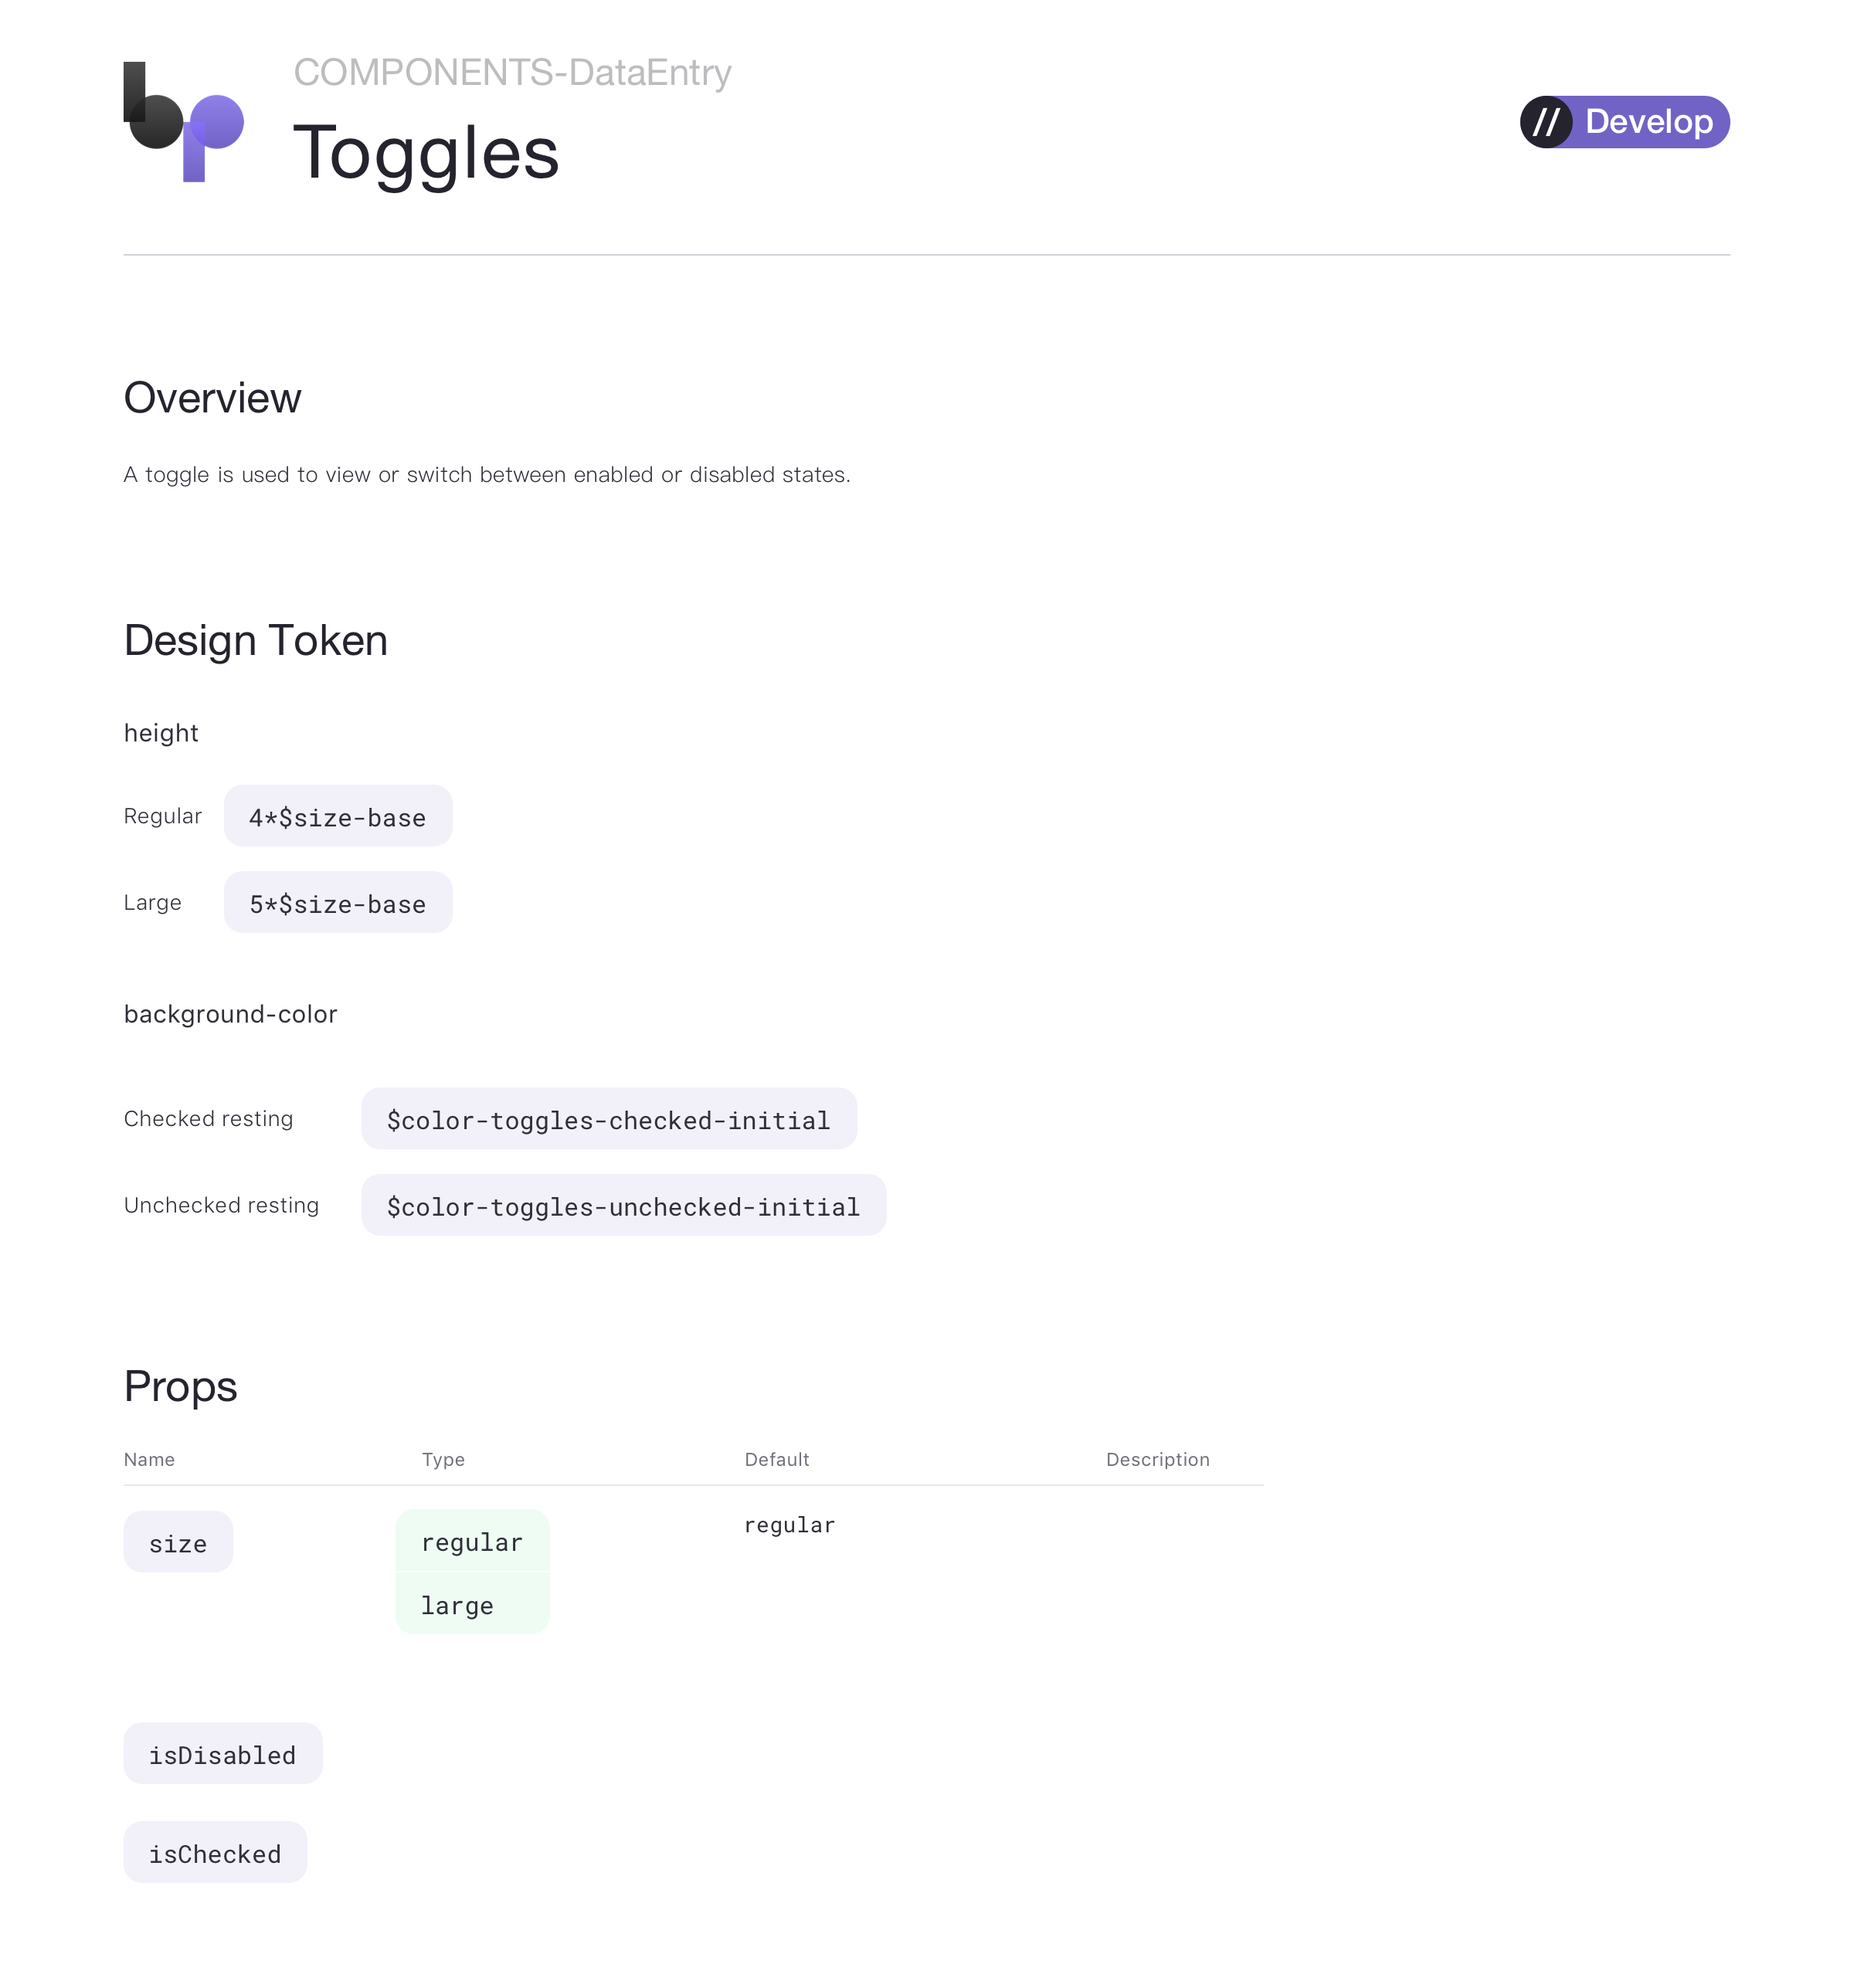 COMPONENTS-DataEntry
Toggles
// Develop
Overview
A toggle is used to view or switch between enabled or disabled states.
Design Token
height
Regular 4*$size-base
Large 5*$size-base
background-color
Checked resting $color-toggles-checked-initial
Unchecked resting $color-toggles-unchecked-initial
Props
Name Type Default Description
size regular regular
large
isDisabled
isChecked